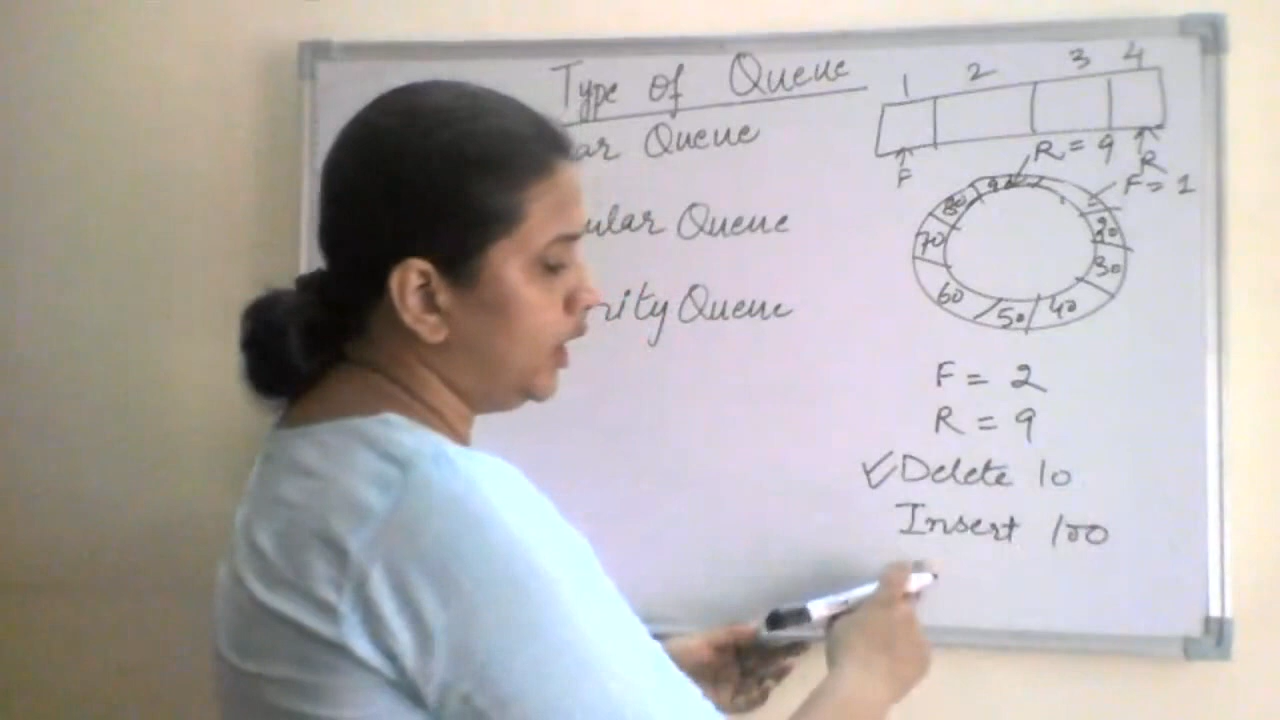 Type of Queue
ar Queue
ular Queue
rity Queue
1 2 3 4
F
R
R = 9
F = 1
20
30
40
50
60
70
80
90
F = 2
R = 9
Delete 10
Insert 100